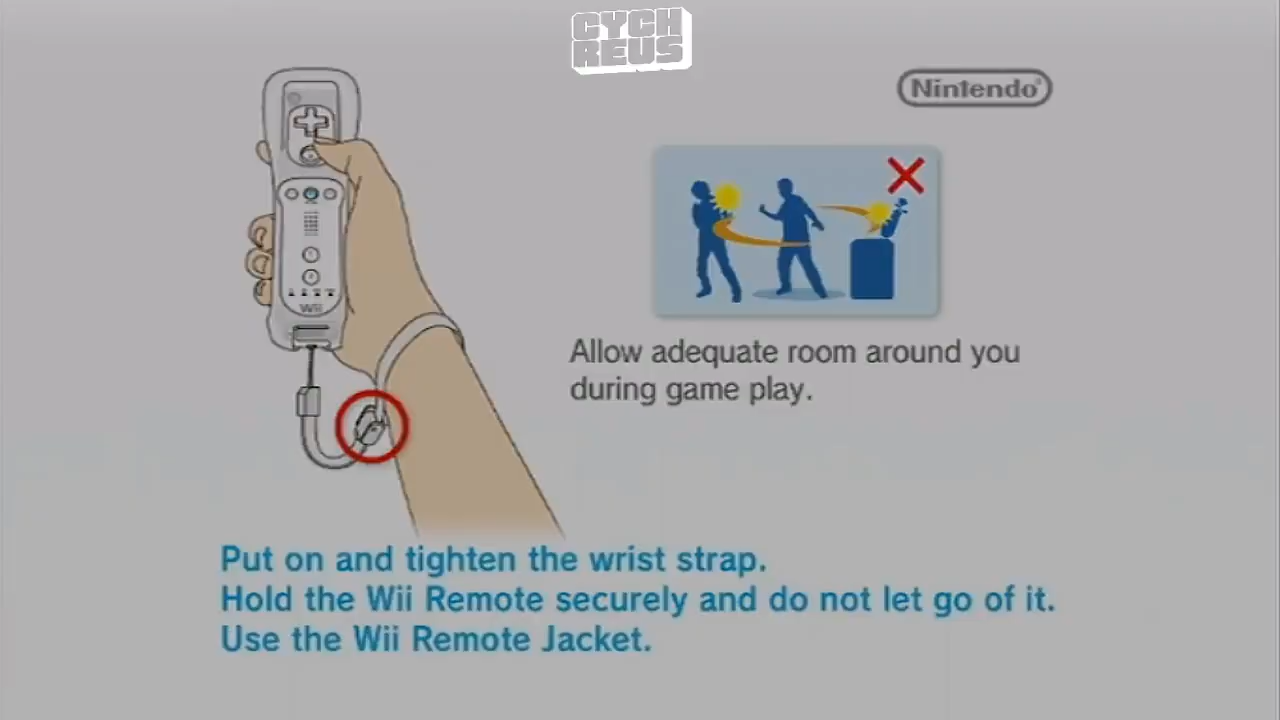 CYCH
REUS
Nintendo®
Wii
Allow adequate room around you
during game play.
Put on and tighten the wrist strap.
Hold the Wii Remote securely and do not let go of it.
Use the Wii Remote Jacket.